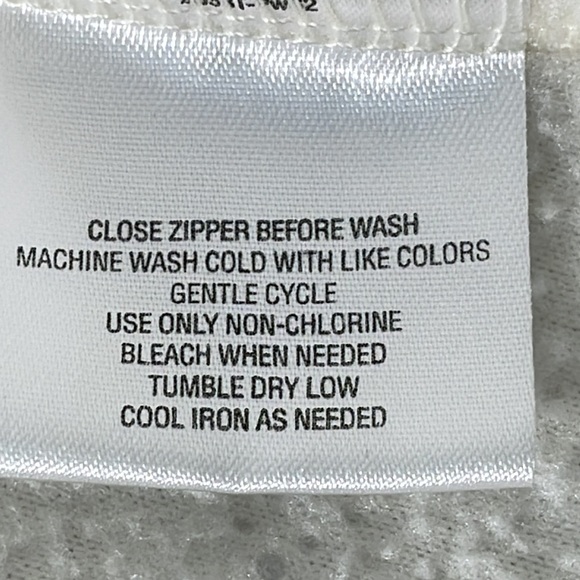 CLOSE ZIPPER BEFORE WASH
MACHINE WASH COLD WITH LIKE COLORS
GENTLE CYCLE
USE ONLY NON-CHLORINE
BLEACH WHEN NEEDED
TUMBLE DRY LOW
COOL IRON AS NEEDED